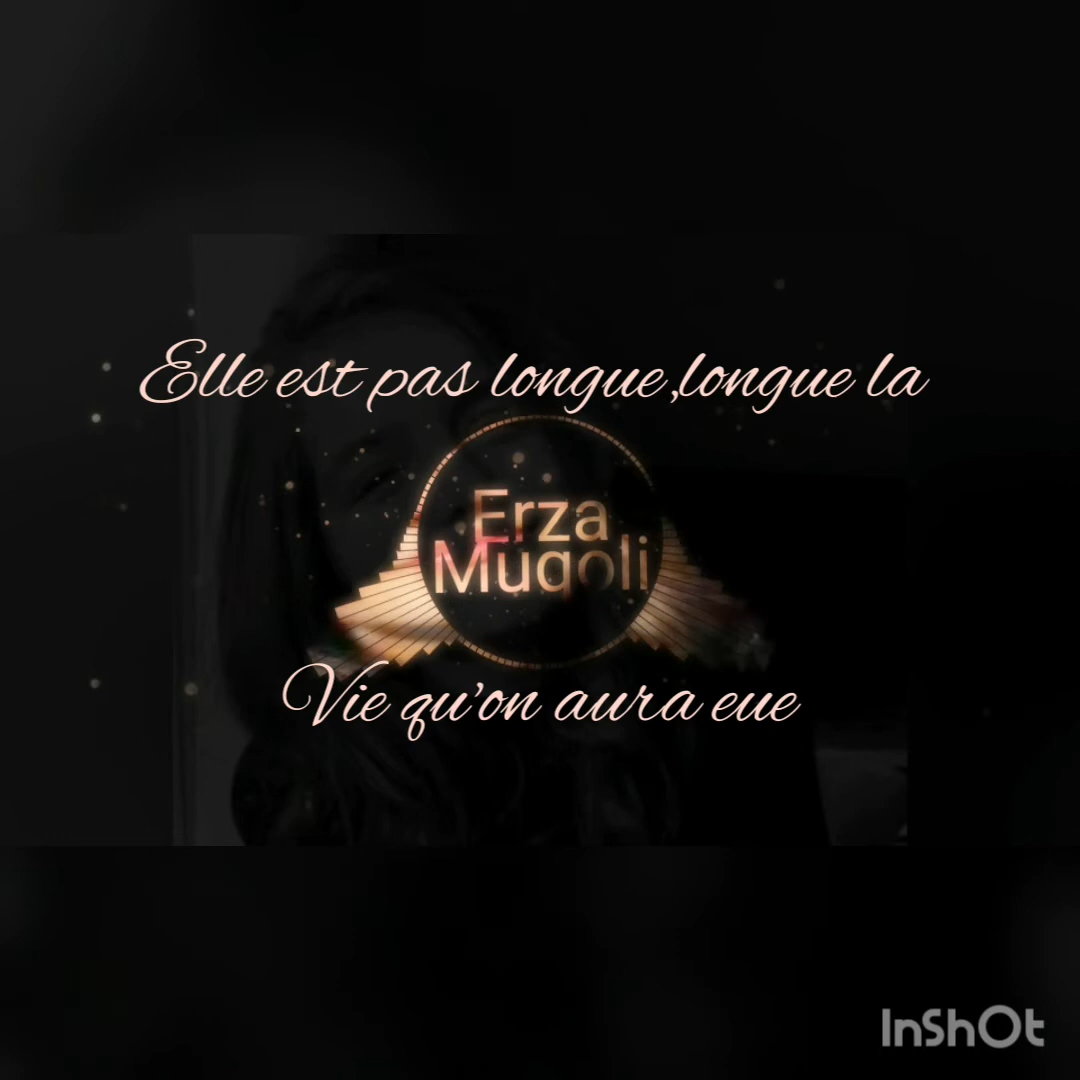 Elle est pas longue,longue la
Erza
Muqoli
Vie qu'on aura eue
InShOt